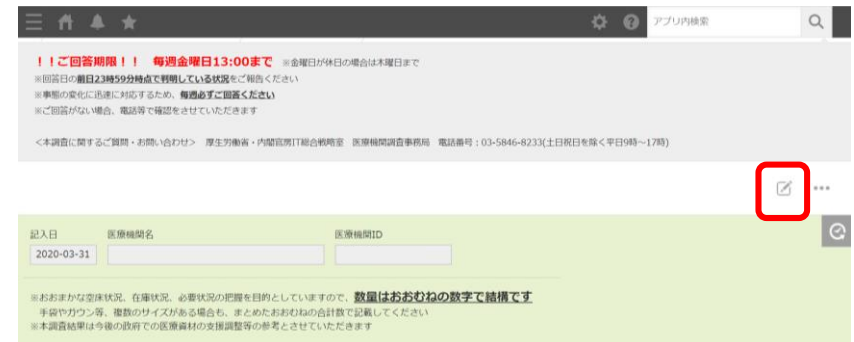 アプリ内検索
！！ご回答期限！！　毎週金曜日13:00まで ※金曜日が休日の場合は木曜日まで
※回答日の前日23時59分時点で判明している状況をご報告ください
※事態の変化に迅速に対応するため、毎週必ずご回答ください
※ご回答がない場合、電話等で確認をさせていただきます
＜本調査に関するご質問・お問い合わせ＞ 厚生労働省・内閣官房IT総合戦略室 医療機関調査事務局 電話番号：03-5846-8233(土日祝日を除く平日9時～17時)
記入日 医療機関名 医療機関ID
2020-03-31
※おおまかな空床状況、在庫状況、必要状況の把握を目的としていますので、数量はおおむねの数字で結構です
手袋やガウン等、複数のサイズがある場合も、まとめたおおむねの合計数で記載してください
※本調査結果は今後の政府での医療資材の支援調整等の参考とさせていただきます